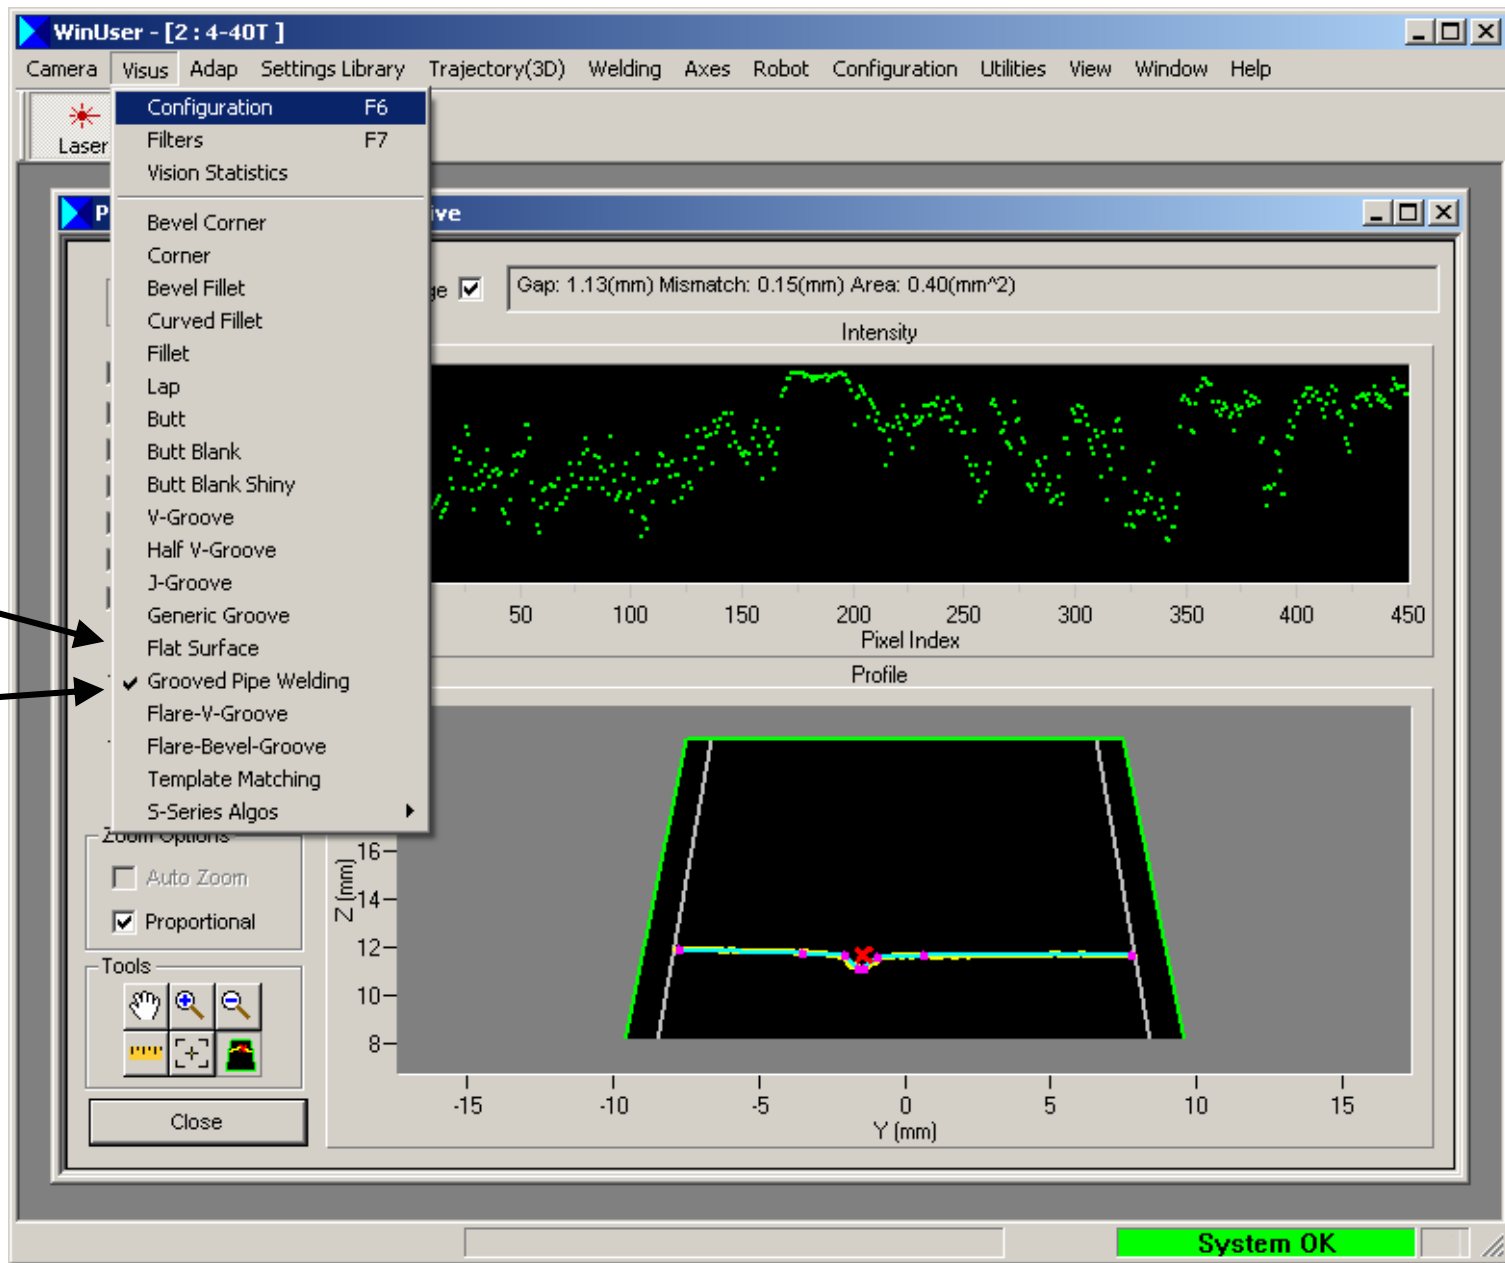 WinUser - [2 : 4-40T ]
Camera Visus Adap Settings Library Trajectory(3D) Welding Axes Robot Configuration Utilities View Window Help
Laser
Configuration F6
Filters F7
Vision Statistics
Bevel Corner
Corner
Bevel Fillet
Curved Fillet
Fillet
Lap
Butt
Butt Blank
Butt Blank Shiny
V-Groove
Half V-Groove
J-Groove
Generic Groove
Flat Surface
Grooved Pipe Welding
Flare-V-Groove
Flare-Bevel-Groove
Template Matching
S-Series Algos
Gap: 1.13(mm) Mismatch: 0.15(mm) Area: 0.40(mm^2)
Intensity
50 100 150 200 250 300 350 400 450
Pixel Index
Profile
16
14
12
10
8
Z (mm)
-15 -10 -5 0 5 10 15
Y (mm)
Zoom Options
Auto Zoom
Proportional
Tools
Close
System OK